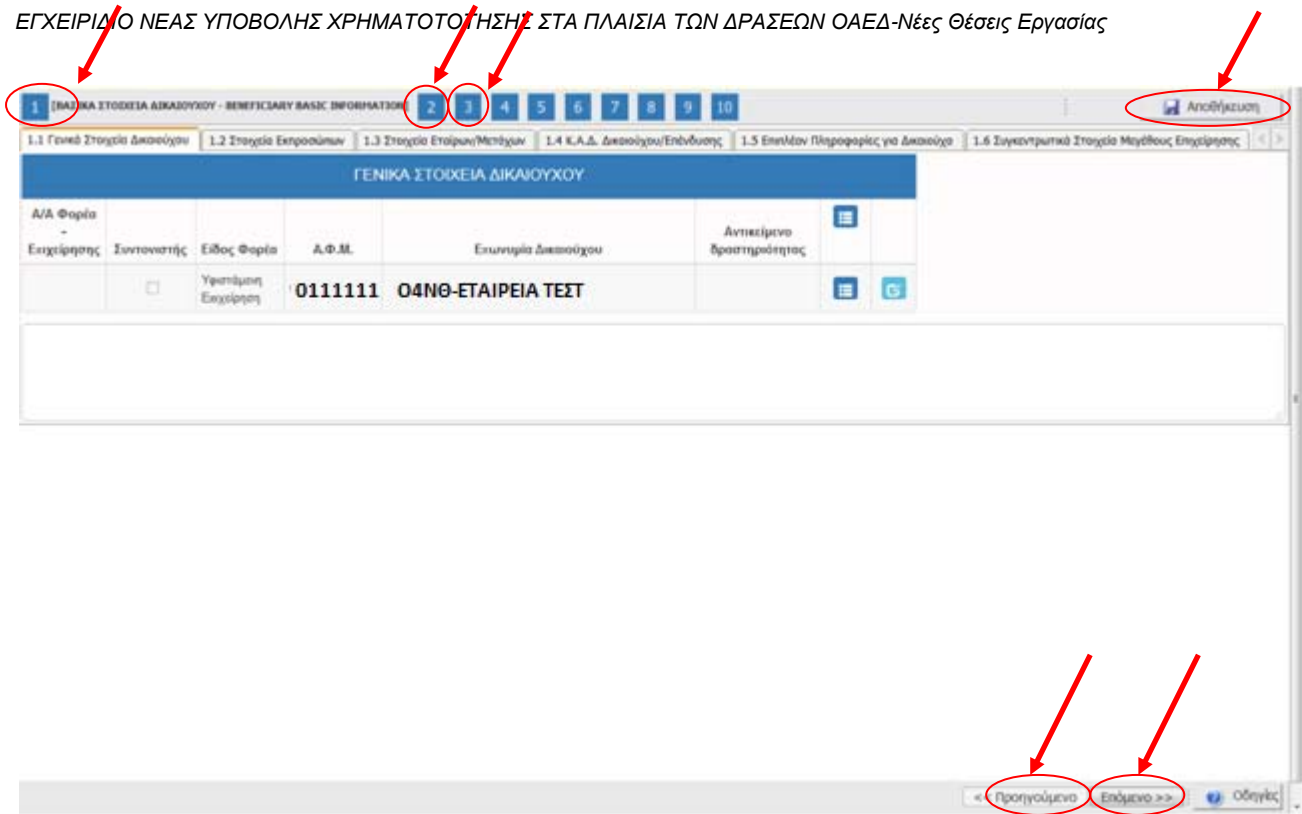 ΕΓΧΕΙΡΙΔΙΟ ΝΕΑΣ ΥΠΟΒΟΛΗΣ ΧΡΗΜΑΤΟΤΟΤΗΣΗΣ ΣΤΑ ΠΛΑΙΣΙΑ ΤΩΝ ΔΡΑΣΕΩΝ ΟΑΕΔ-Νέες Θέσεις Εργασίας
1 [ΒΑΣΙΚΑ ΣΤΟΙΧΕΙΑ ΔΙΚΑΙΟΥΧΟΥ - BENEFICIARY BASIC INFORMATION] 2 3 4 5 6 7 8 9 10 Αποθήκευση
1.1 Γενικά Στοιχεία Δικαιούχου 1.2 Στοιχεία Εκπροσώπων 1.3 Στοιχεία Εταίρων/Μετόχων 1.4 Κ.Α.Δ. Δικαιούχου/Επένδυσης 1.5 Επιπλέον Πληροφορίες για Δικαιούχο 1.6 Συγκεντρωτικά Στοιχεία Μεγέθους Επιχείρησης < >
ΓΕΝΙΚΑ ΣΤΟΙΧΕΙΑ ΔΙΚΑΙΟΥΧΟΥ
Α/Α Φορέα
-
Επιχείρησης Συντονιστής Είδος Φορέα Α.Φ.Μ. Επωνυμία Δικαιούχου Αντικείμενο
δραστηριότητας
Υφιστάμενη
Επιχείρηση 0111111 Ο4ΝΘ-ΕΤΑΙΡΕΙΑ ΤΕΣΤ
<< Προηγούμενο Επόμενο >> Οδηγίες